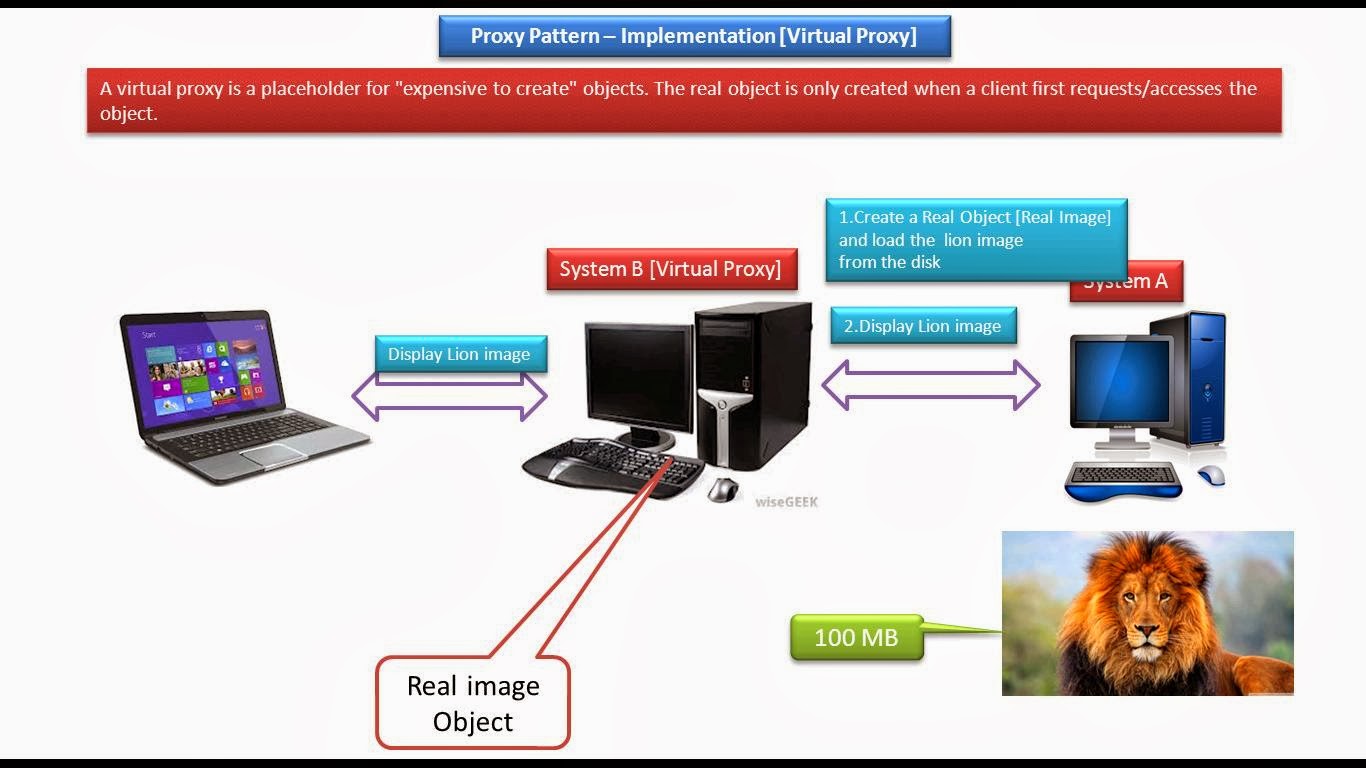 Proxy Pattern – Implementation [Virtual Proxy]
A virtual proxy is a placeholder for "expensive to create" objects. The real object is only created when a client first requests/accesses the
object.
1.Create a Real Object [Real Image]
and load the lion image
from the disk
System B [Virtual Proxy]
System A
2.Display Lion image
Display Lion image
Start
wiseGEEK
100 MB
Real image
Object